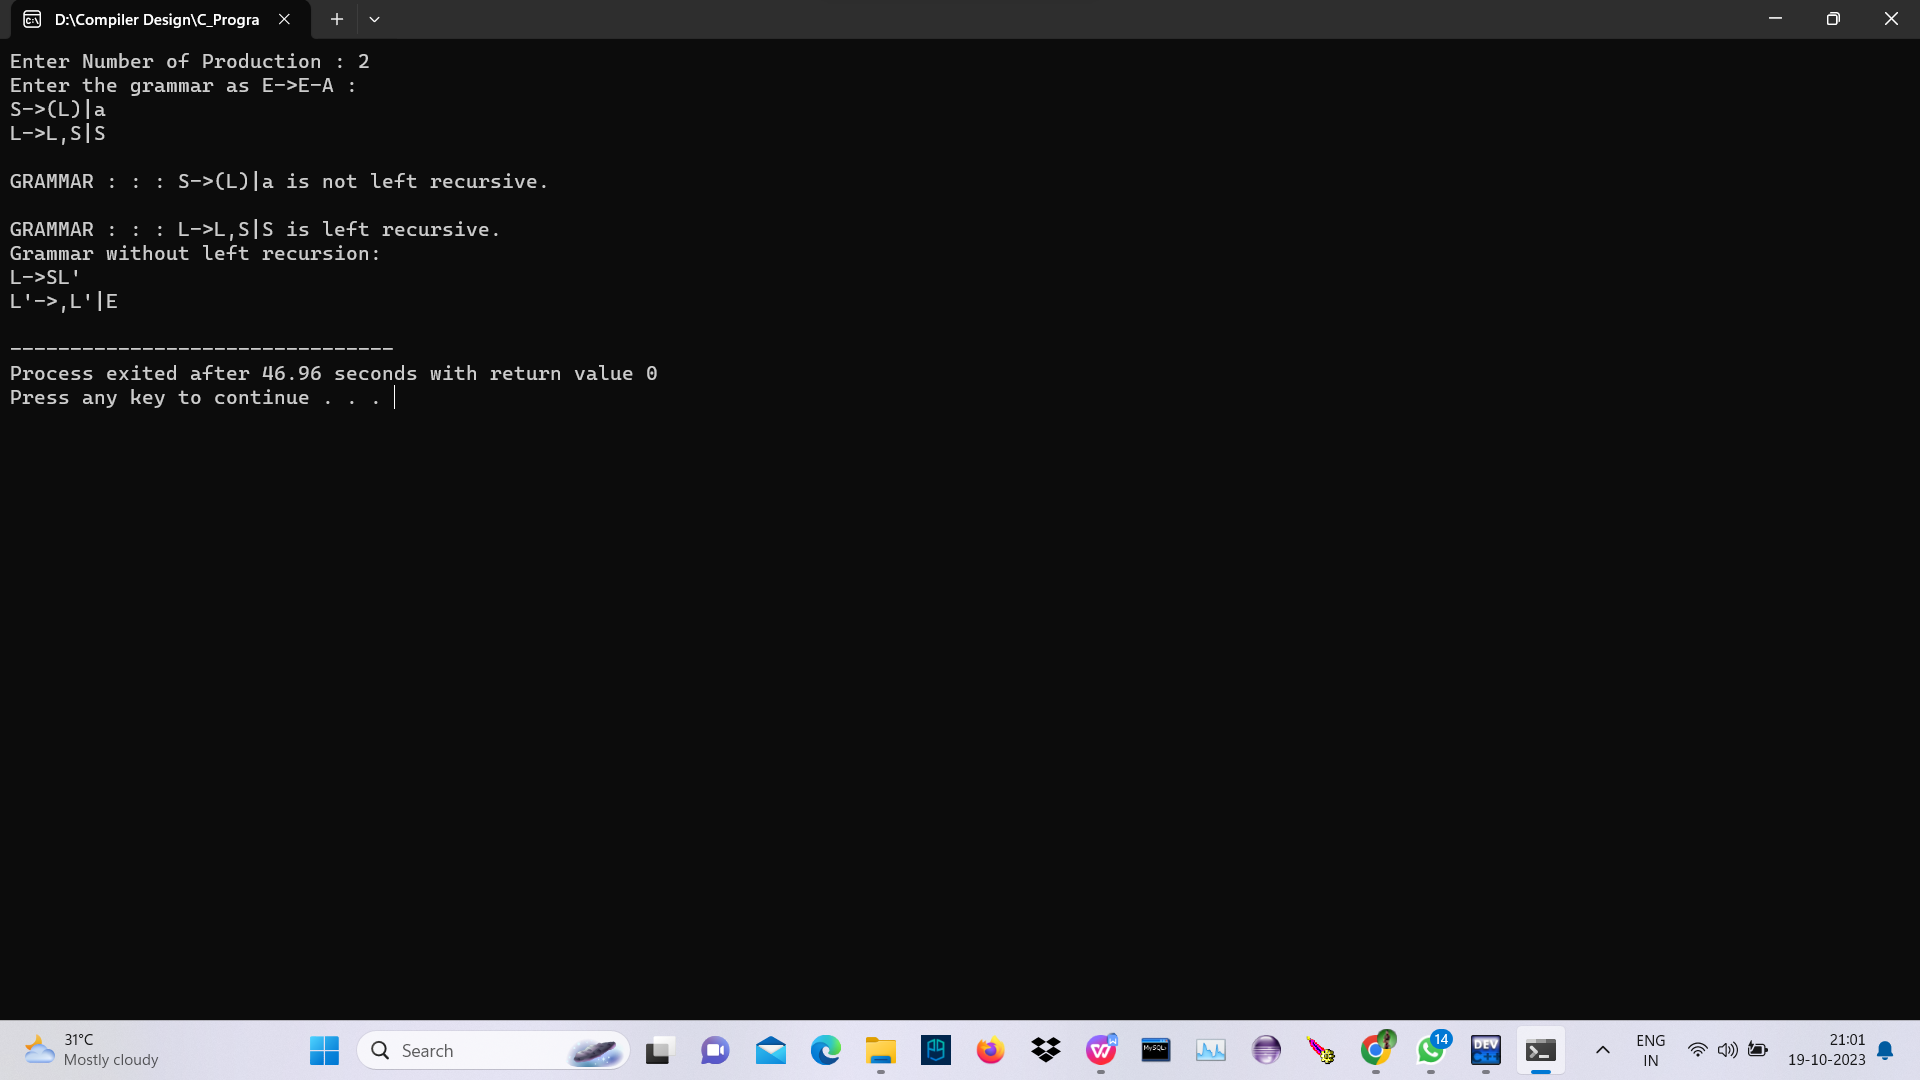 D:\Compiler Design\C_Progra
Enter Number of Production : 2
Enter the grammar as E->E-A :
S->(L)|a
L->L,S|S
GRAMMAR : : : S->(L)|a is not left recursive.
GRAMMAR : : : L->L,S|S is left recursive.
Grammar without left recursion:
L->SL'
L'->,L'|E
--------------------------------
Process exited after 46.96 seconds with return value 0
Press any key to continue . . .
31°C
Mostly cloudy
Search
MySQL
14
DEV
C++
ENG
IN
21:01
19-10-2023